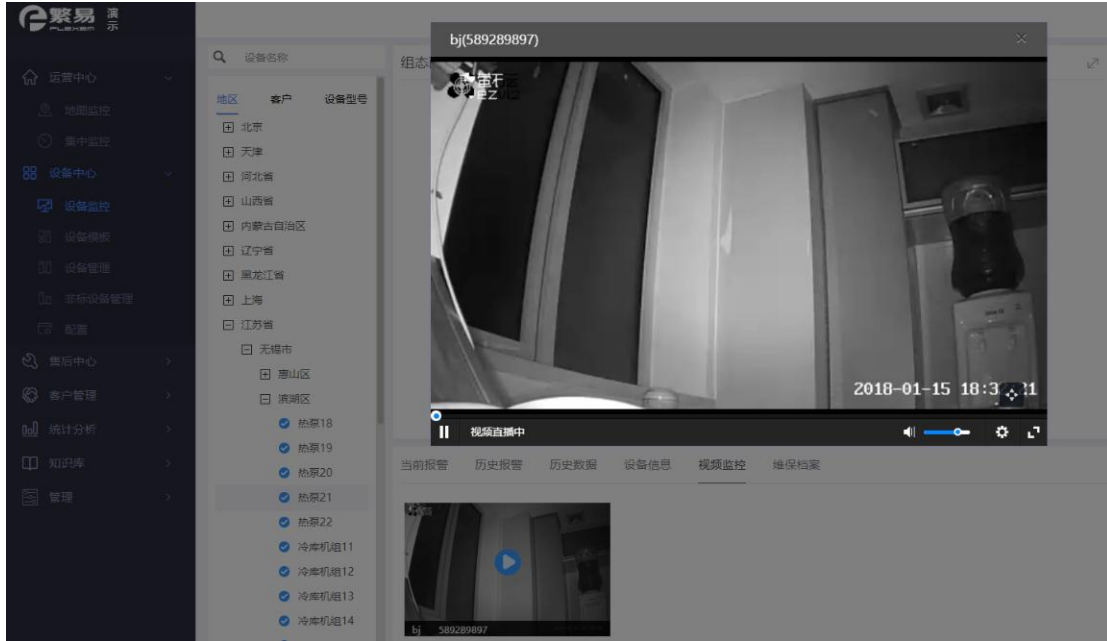 繁易 演示
FLEXEM
运营中心
地图监控
集中监控
设备中心
设备监控
设备模板
设备管理
非标设备管理
配置
售后中心
客户管理
统计分析
知识库
管理
设备名称
地区 客户 设备型号
北京
天津
河北省
山西省
内蒙古自治区
辽宁省
黑龙江省
上海
江苏省
无锡市
惠山区
滨湖区
热泵18
热泵19
热泵20
热泵21
热泵22
冷库机组11
冷库机组12
冷库机组13
冷库机组14
组态
bj(589289897)
萤石云
ez
2018-01-15 18:3 21
视频直播中
当前报警 历史报警 历史数据 设备信息 视频监控 维保档案
bj 589289897